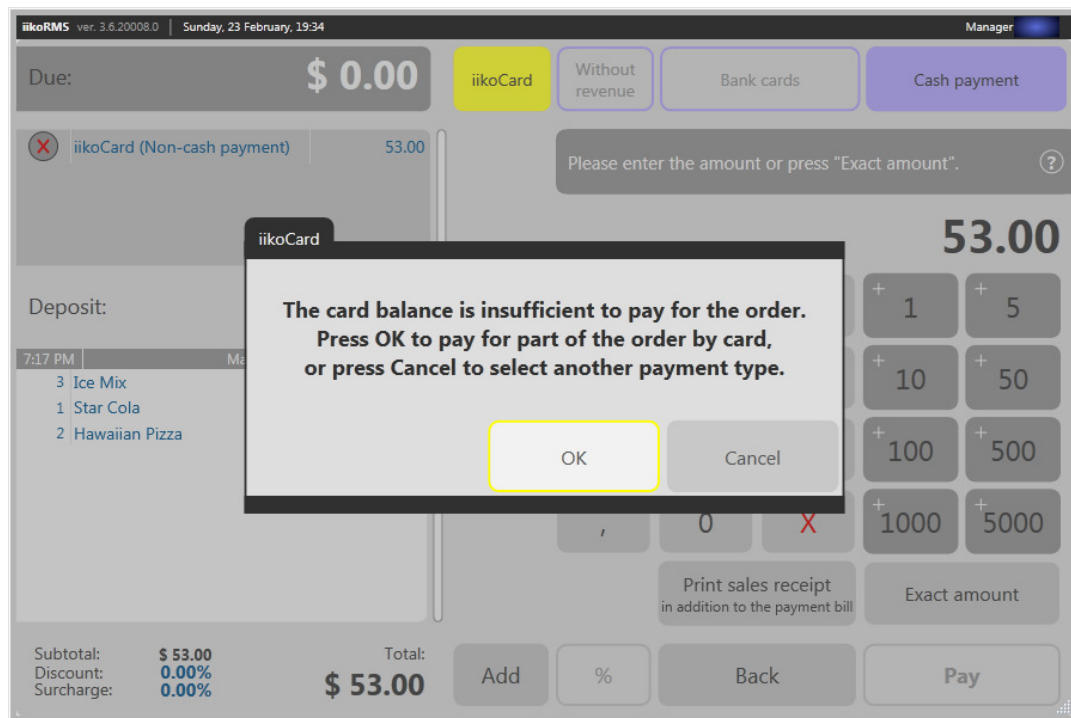 iikoRMS ver. 3.6.20008.0 Sunday, 23 February, 19:34 Manager
Due: $ 0.00
iikoCard
Without
revenue
Bank cards
Cash payment
X iikoCard (Non-cash payment) 53.00
Please enter the amount or press "Exact amount". ?
53.00
iikoCard
The card balance is insufficient to pay for the order.
Press OK to pay for part of the order by card,
or press Cancel to select another payment type.
OK Cancel
Deposit:
7:17 PM
3 Ice Mix
1 Star Cola
2 Hawaiian Pizza
+1 +5
+10 +50
+100 +500
, 0 X +1000 +5000
Print sales receipt
in addition to the payment bill
Exact amount
Subtotal: $ 53.00
Discount: 0.00%
Surcharge: 0.00%
Total:
$ 53.00
Add % Back Pay